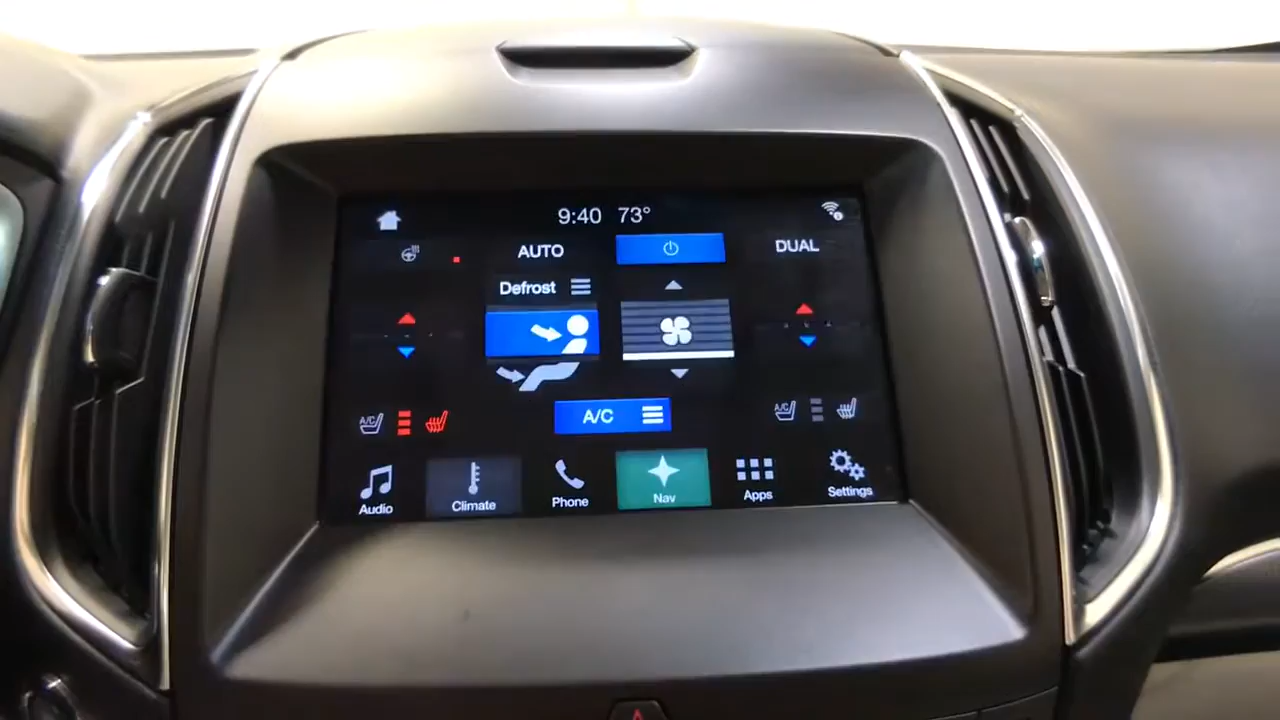 9:40 73°
AUTO
DUAL
Defrost
A/C
A/C
A/C
Audio
Climate
Phone
Nav
Apps
Settings